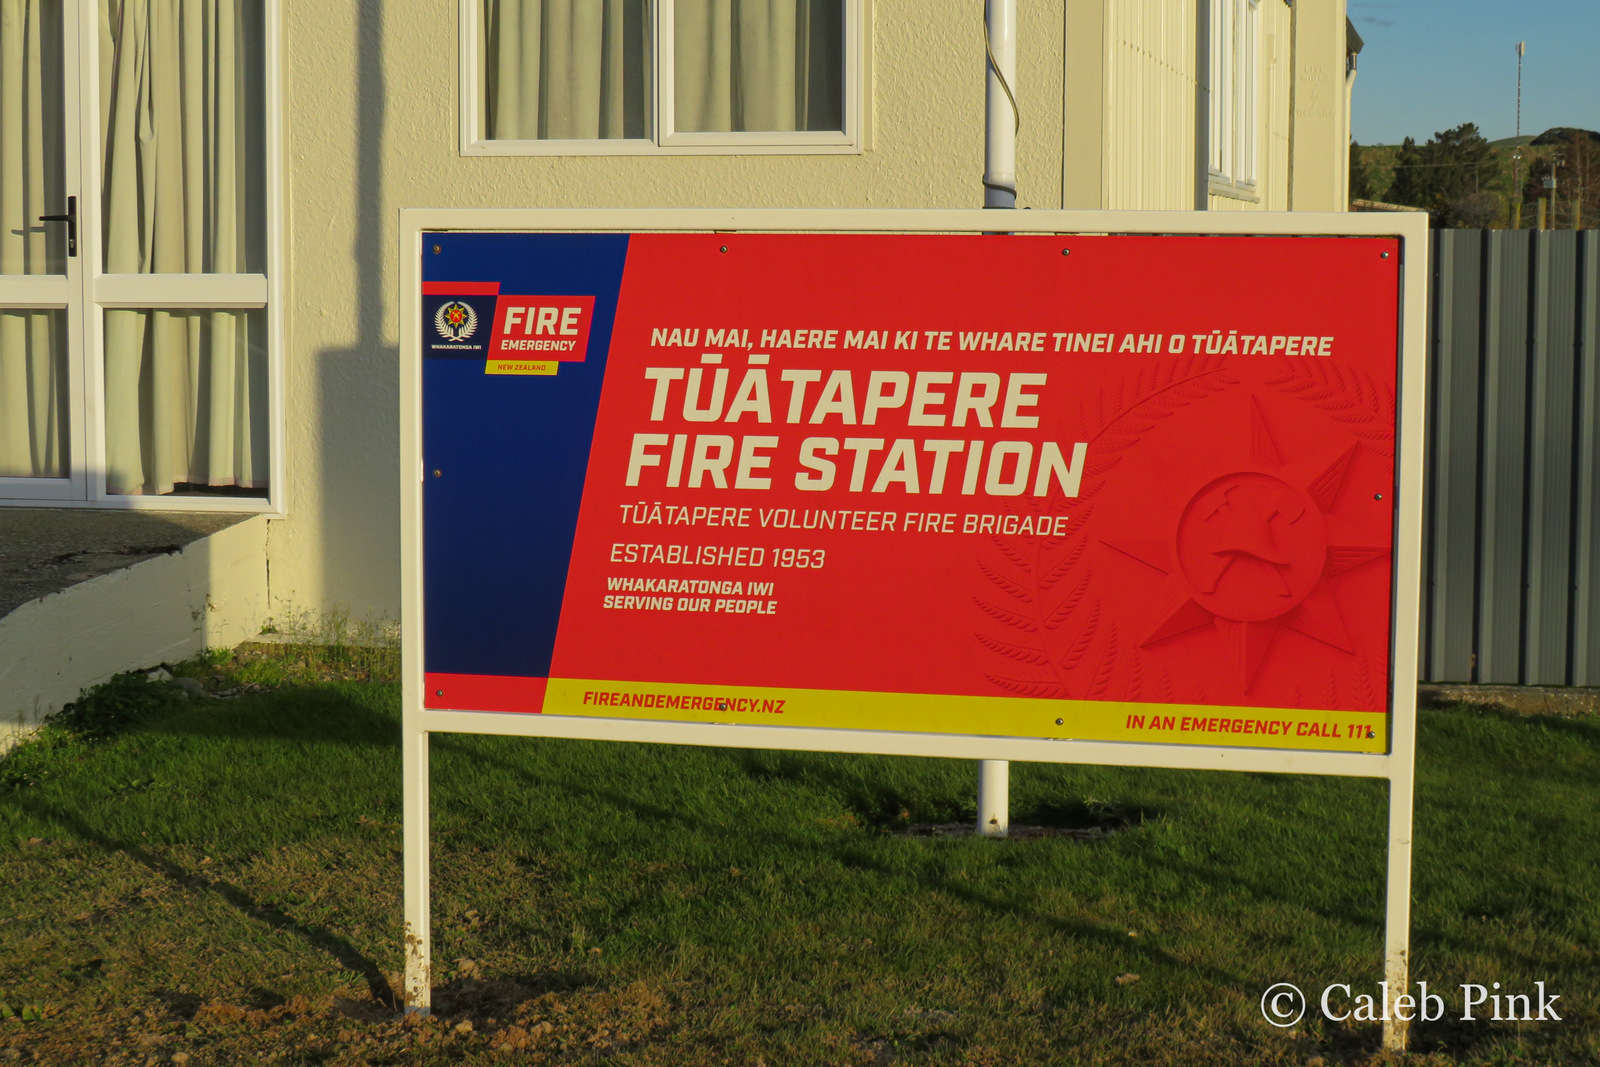 WHAKARATONGA IWI
FIRE
EMERGENCY
NEW ZEALAND
NAU MAI, HAERE MAI KI TE WHARE TINEI AHI O TŪĀTAPERE
TŪĀTAPERE
FIRE STATION
TŪĀTAPERE VOLUNTEER FIRE BRIGADE
ESTABLISHED 1953
WHAKARATONGA IWI
SERVING OUR PEOPLE
FIREANDEMERGENCY.NZ
IN AN EMERGENCY CALL 111
© Caleb Pink